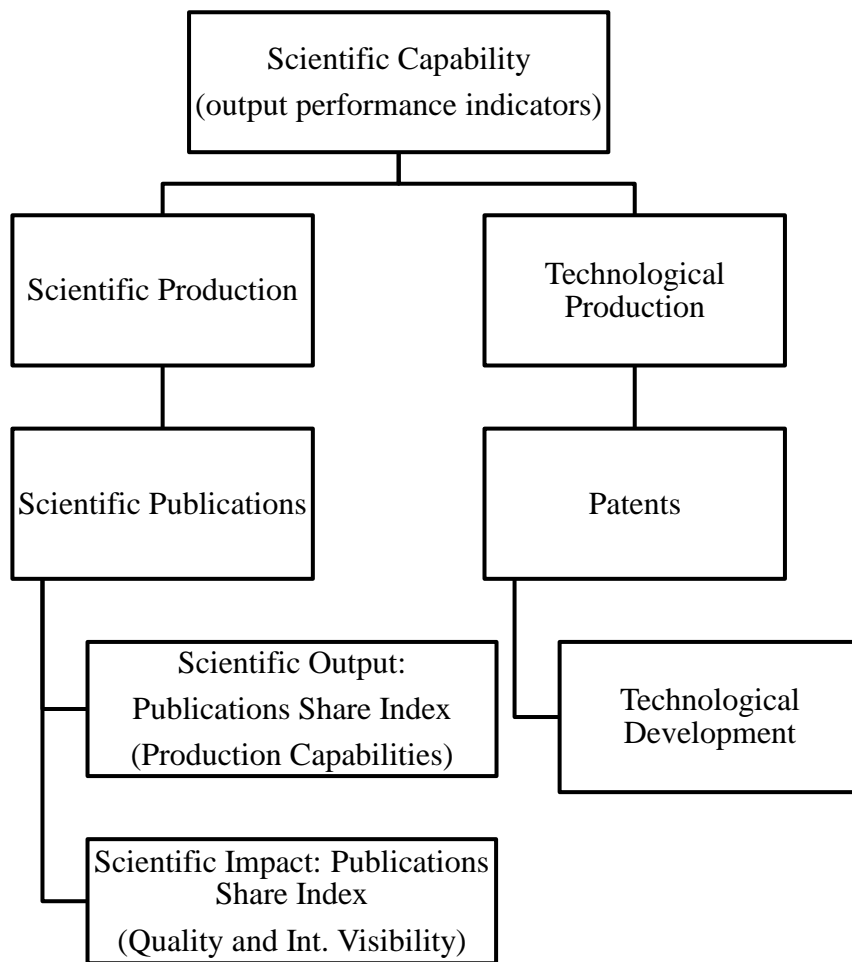 Scientific Capability
(output performance indicators)
Scientific Production
Technological
Production
Scientific Publications
Patents
Scientific Output:
Publications Share Index
(Production Capabilities)
Technological
Development
Scientific Impact: Publications
Share Index
(Quality and Int. Visibility)